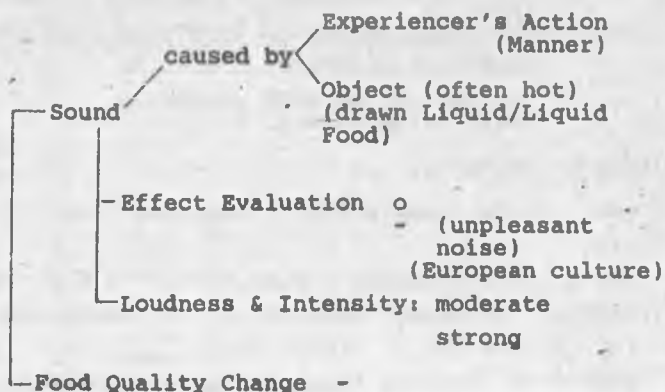 Experiencer's Action
(Manner)
caused by
Object (often hot)
(drawn Liquid/Liquid
Food)
Sound
Effect Evaluation o
- (unpleasant
noise)
(European culture)
Loudness & Intensity: moderate
strong
Food Quality Change -